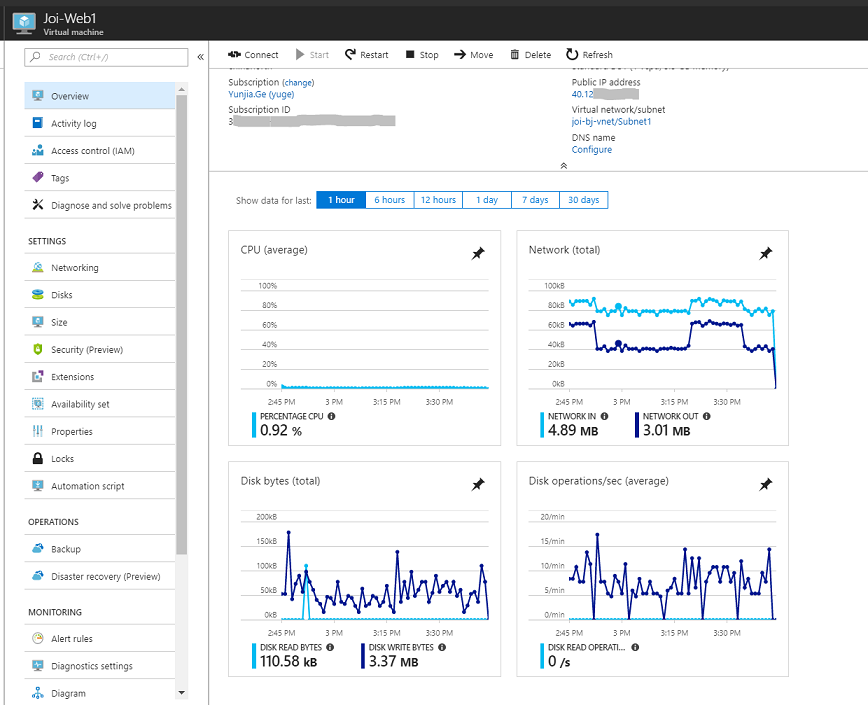 Joi-Web1
Virtual machine
Search (Ctrl+/)
«
Overview
Activity log
Access control (IAM)
Tags
Diagnose and solve problems
SETTINGS
Networking
Disks
Size
Security (Preview)
Extensions
Availability set
Properties
Locks
Automation script
OPERATIONS
Backup
Disaster recovery (Preview)
MONITORING
Alert rules
Diagnostics settings
Diagram
Connect Start Restart Stop Move Delete Refresh
Subscription (change)
Yunjia.Ge (yuge)
Subscription ID
3
Public IP address
40.12
Virtual network/subnet
joi-bj-vnet/Subnet1
DNS name
Configure
Show data for last: 1 hour 6 hours 12 hours 1 day 7 days 30 days
CPU (average)
100%
80%
60%
40%
20%
0%
2:45 PM 3 PM 3:15 PM 3:30 PM
PERCENTAGE CPU
0.92 %
Network (total)
100kB
80kB
60kB
40kB
20kB
0kB
2:45 PM 3 PM 3:15 PM 3:30 PM
NETWORK IN NETWORK OUT
4.89 MB 3.01 MB
Disk bytes (total)
200kB
150kB
100kB
50kB
0kB
2:45 PM 3 PM 3:15 PM 3:30 PM
DISK READ BYTES DISK WRITE BYTES
110.58 kB 3.37 MB
Disk operations/sec (average)
20/min
15/min
10/min
5/min
0/min
2:45 PM 3 PM 3:15 PM 3:30 PM
DISK READ OPERATI...
0 /s